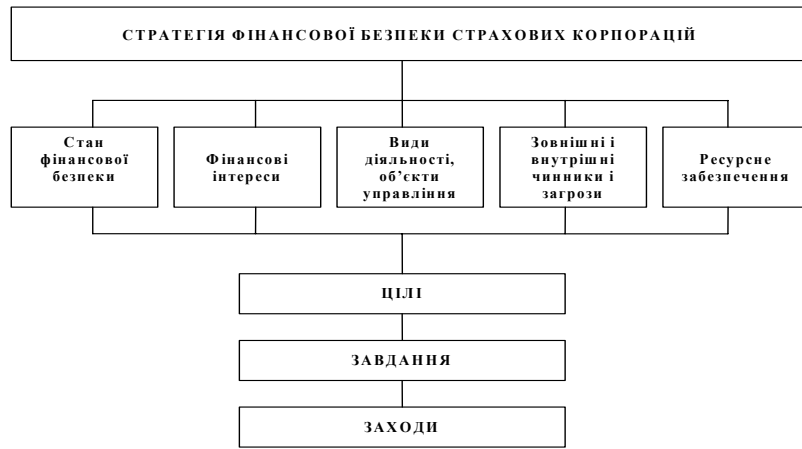 СТРАТЕГІЯ ФІНАНСОВОЇ БЕЗПЕКИ СТРАХОВИХ КОРПОРАЦІЙ
Стан
фінансової
безпеки
Фінансові
інтереси
Види
діяльності,
об’єкти
управління
Зовнішні і
внутрішні
чинники і
загрози
Ресурсне
забезпечення
ЦІЛІ
ЗАВДАННЯ
ЗАХОДИ